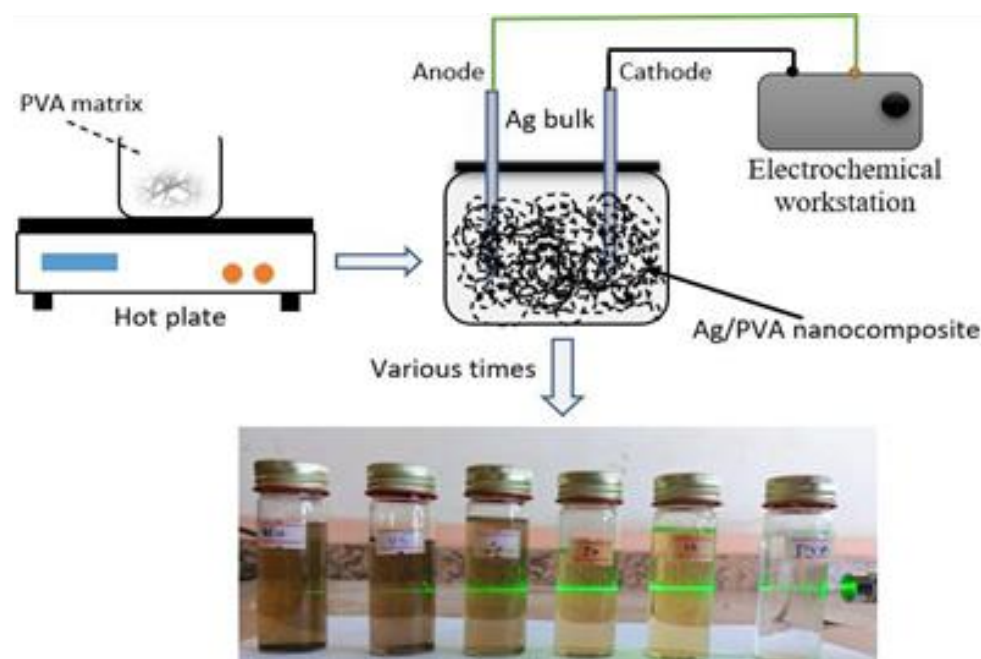 Anode
Cathode
PVA matrix
Ag bulk
Electrochemical
workstation
Hot plate
Ag/PVA nanocomposite
Various times